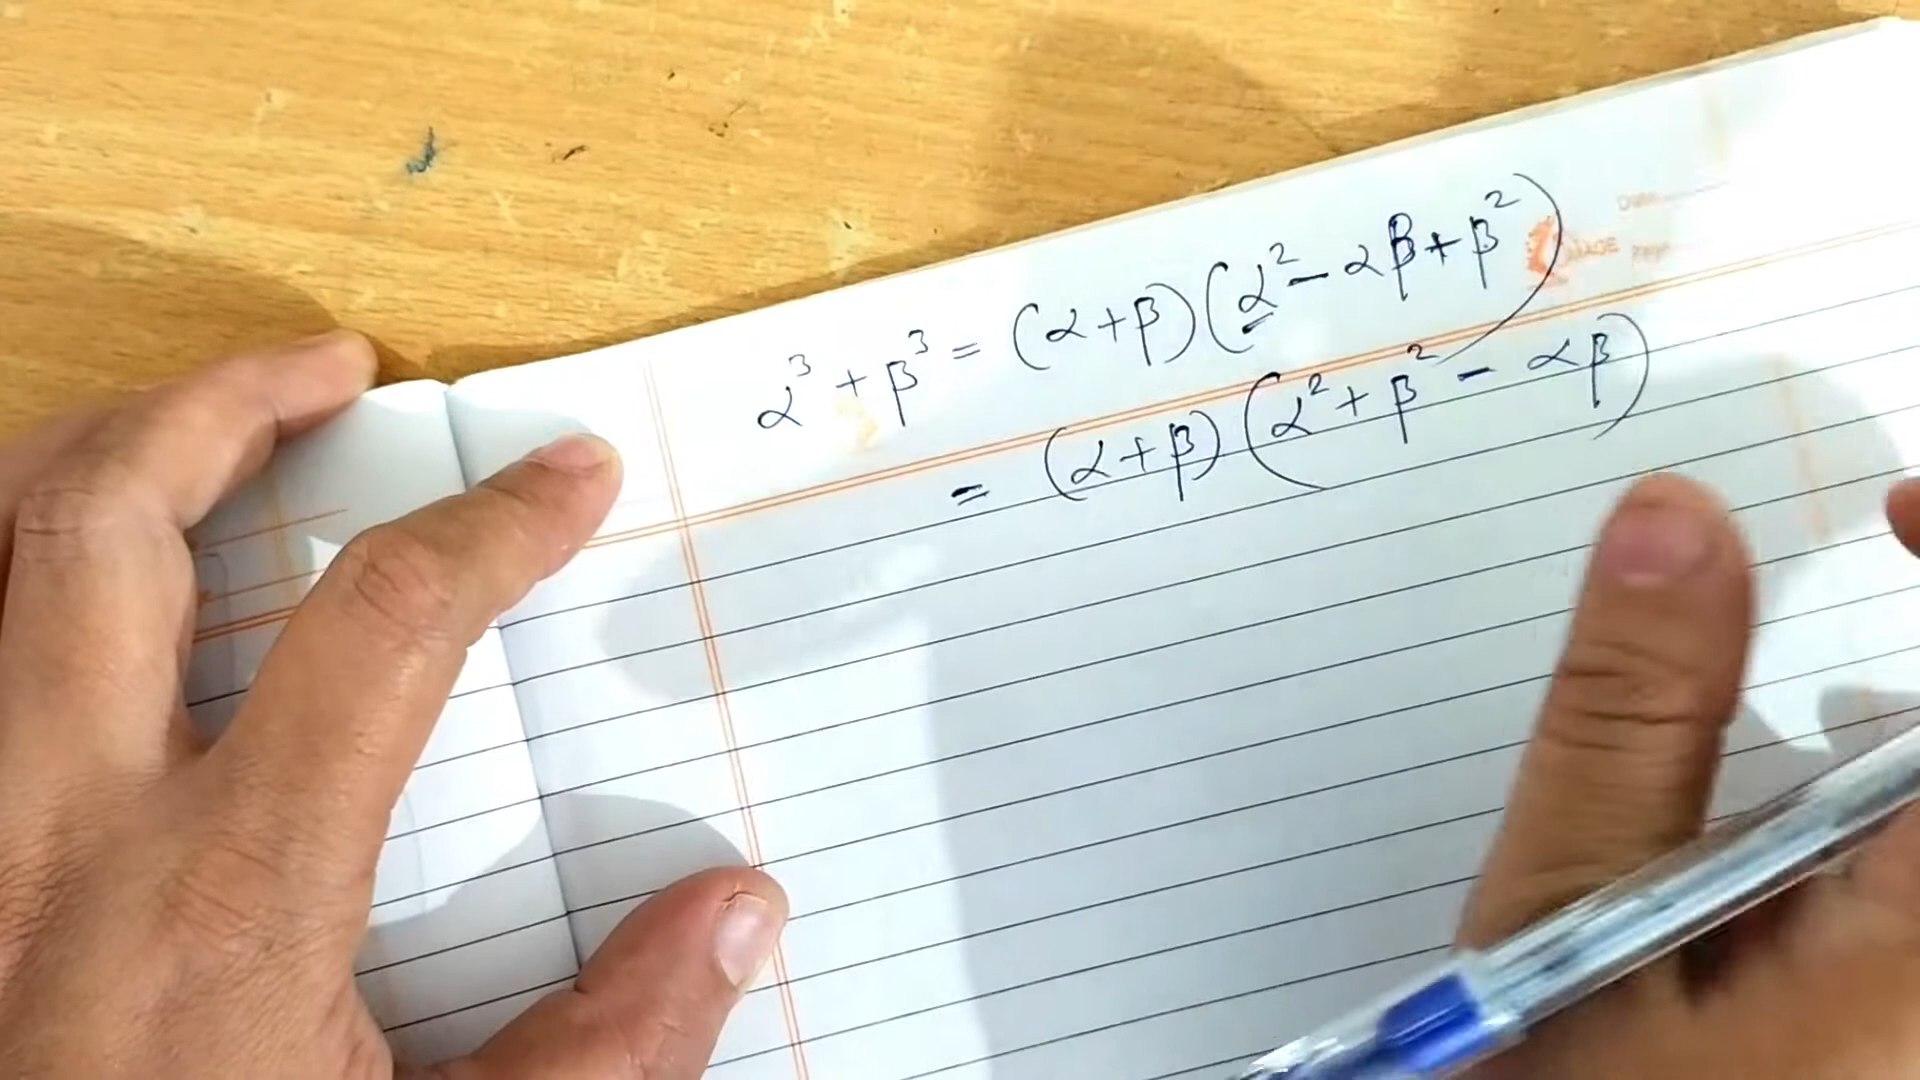 α³ + β³ = (α+β)(α² - αβ + β²)
= (α+β)(α² + β² - αβ)